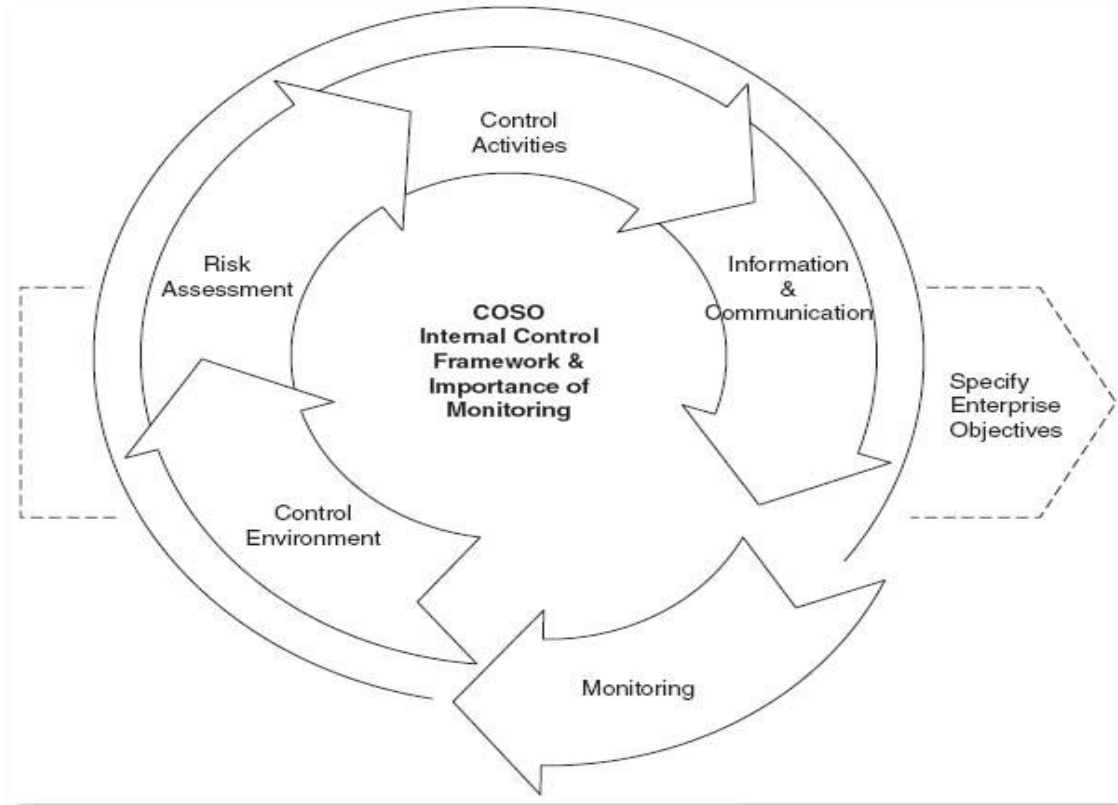 Control
Activities
Risk
Assessment
Information
&
Communication
COSO
Internal Control
Framework &
Importance of
Monitoring
Specify
Enterprise
Objectives
Control
Environment
Monitoring